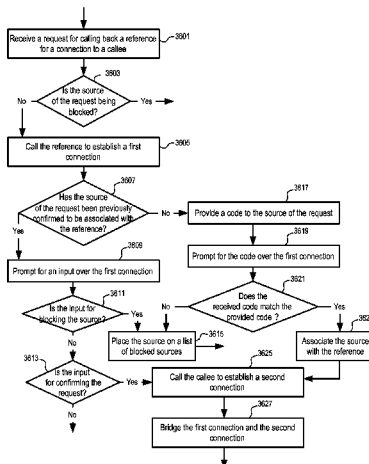 Receive a request for calling back a reference
for a connection to a callee
3601
3603
Is the source
of the request being
blocked?
No
Yes
Call the reference to establish a first
connection
3605
3607
Has the source
of the request been previously
confirmed to be associated with
the reference?
No
Yes
3617
Provide a code to the source of the request
3619
Prompt for the code over the first connection
3609
Prompt for an input over the first connection
3621
Does the
received code match the
provided code ?
No
Yes
3611
Is the input for
blocking the source?
Yes
No
Place the source on a
list of blocked sources
3615
362
Associate the source
with the reference
3613
Is the input
for confirming the
request?
Yes
No
3625
Call the callee to establish a second
connection
3627
Bridge the first connection and the second
connection